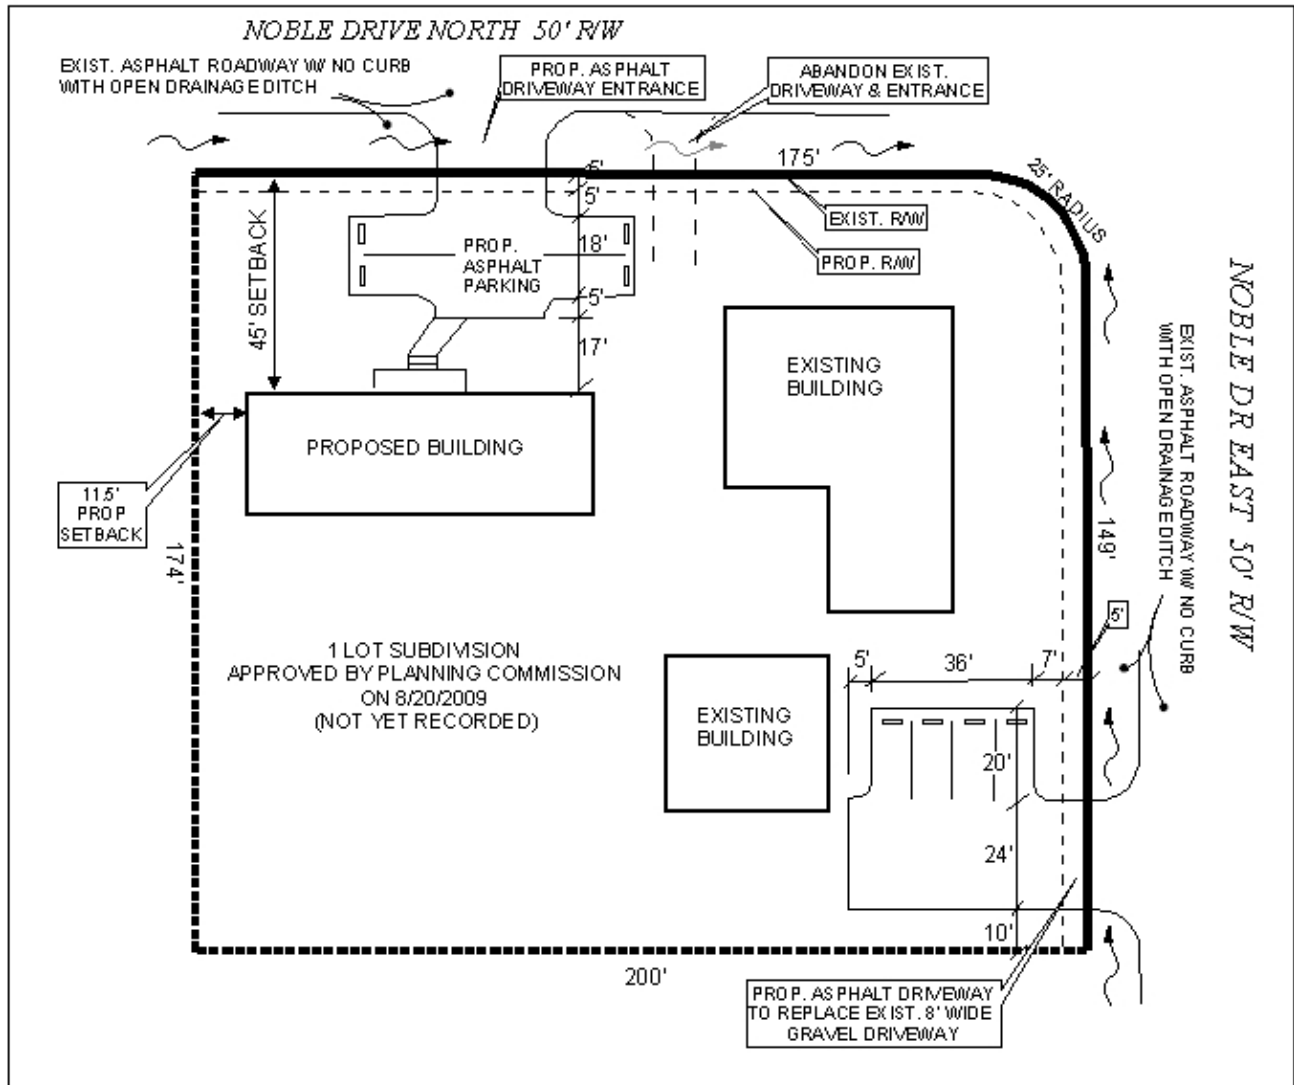 NOBLE DRIVE NORTH 50' R/W
EXIST. ASPHALT ROADWAY W/ NO CURB
WITH OPEN DRAINAGE DITCH
PROP. ASPHALT
DRIVEWAY ENTRANCE
ABANDON EXIST.
DRIVEWAY & ENTRANCE
175'
25' RADIUS
5'
EXIST. R/W
PROP. R/W
45' SETBACK
18'
PROP.
ASPHALT
PARKING
5'
17'
NOBLE DR EAST 50' R/W
EXIST. ASPHALT ROADWAY W/ NO CURB
WITH OPEN DRAINAGE DITCH
EXISTING
BUILDING
PROPOSED BUILDING
11.5'
PROP
SETBACK
174'
149'
5'
1 LOT SUBDIVISION
APPROVED BY PLANNING COMMISSION
ON 8/20/2009
(NOT YET RECORDED)
5'
36'
7'
EXISTING
BUILDING
20'
24'
10'
200'
PROP. ASPHALT DRIVEWAY
TO REPLACE EXIST. 8' WIDE
GRAVEL DRIVEWAY